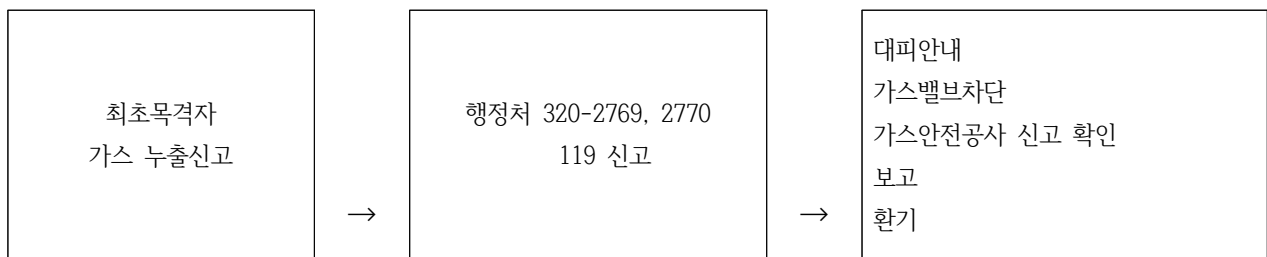 최초목격자
가스 누출신고
→
행정처 320-2769, 2770
119 신고
→
대피안내
가스밸브차단
가스안전공사 신고 확인
보고
환기